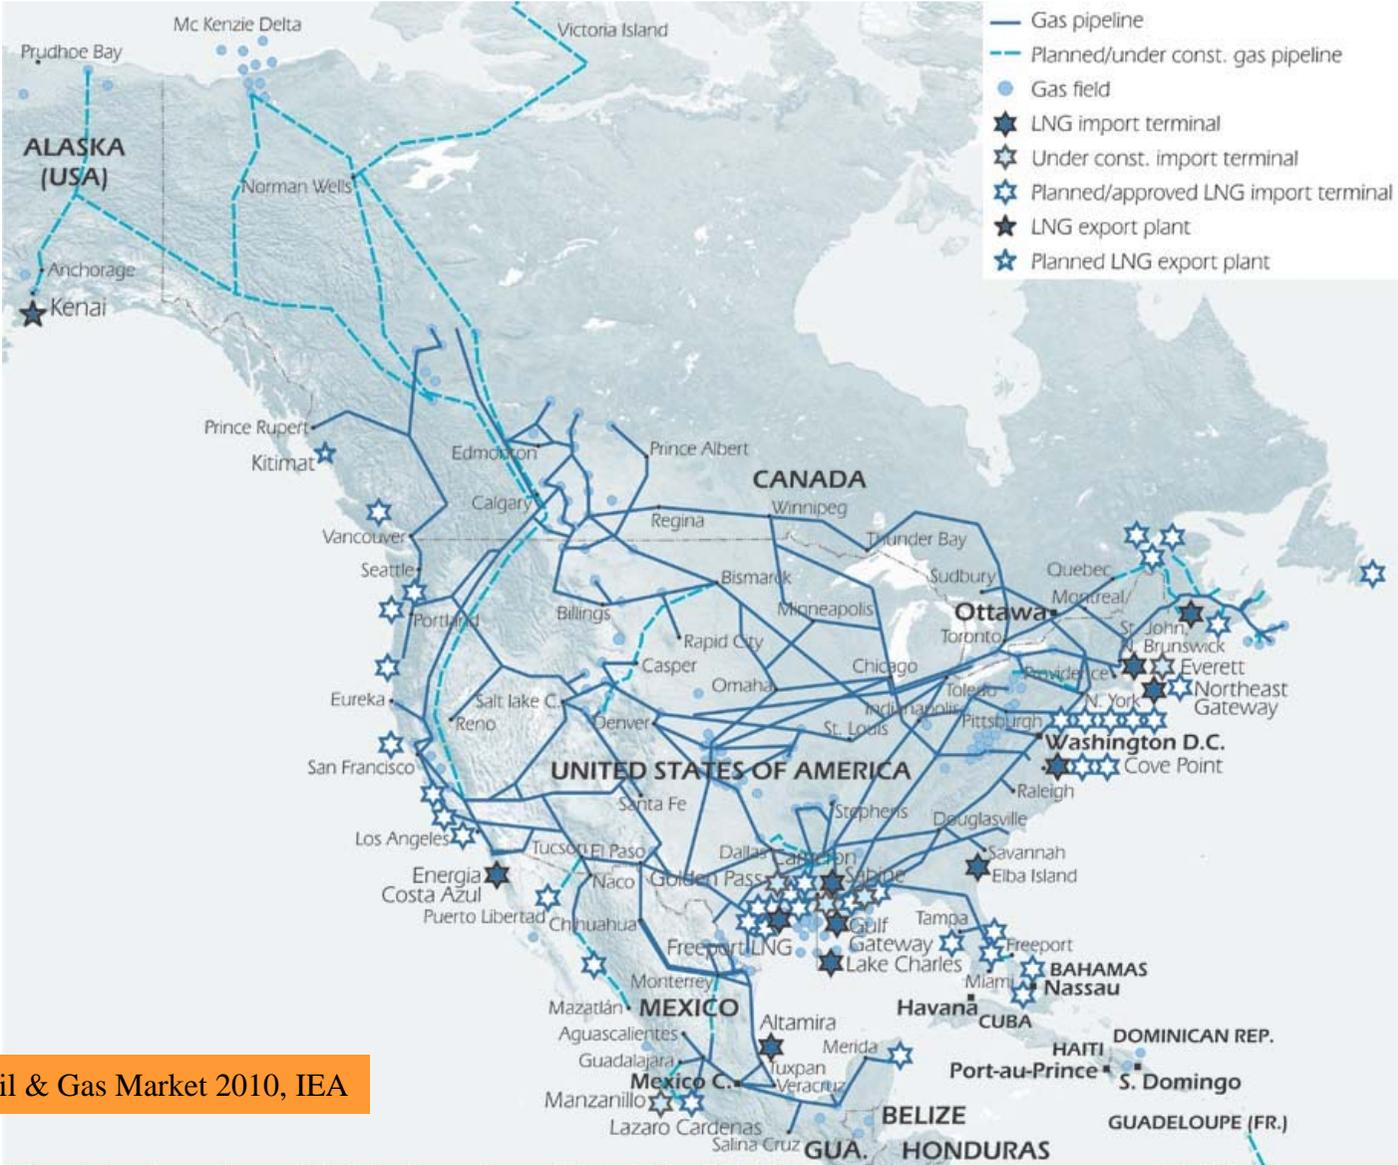 Mc Kenzie Delta
Victoria Island
Prudhoe Bay
Gas pipeline
Planned/under const. gas pipeline
Gas field
LNG import terminal
Under const. import terminal
Planned/approved LNG import terminal
LNG export plant
Planned LNG export plant
ALASKA
(USA)
Norman Wells
Anchorage
Kenai
Prince Rupert
Kitimat
Edmonton
Prince Albert
CANADA
Calgary
Winnipeg
Regina
Vancouver
Thunder Bay
Seattle
Bismarck
Sudbury
Quebec
Portland
Billings
Minneapolis
Ottawa
Montreal/
St. John,
N. Brunswick
Rapid City
Toronto
Casper
Chicago
Providence
Everett
Omaha
Toledo
Northeast
Gateway
Eureka
Salt lake C.
Indianapolis
N. York
Reno
Denver
St. Louis
Pittsburgh
Washington D.C.
San Francisco
UNITED STATES OF AMERICA
Cove Point
Santa Fe
Raleigh
Stephens
Douglasville
Los Angeles
Tucson
El Paso
Dallas
Cameron
Savannah
Energia
Costa Azul
Naco
Golden Pass
Sabine
Elba Island
Puerto Libertad
Chihuahua
Tampa
Freeport LNG
Gulf
Gateway
Freeport
Lake Charles
Monterrey
Miami
BAHAMAS
Nassau
Mazatlán
MEXICO
Havana
CUBA
Altamira
Aguascalientes
DOMINICAN REP.
Guadalajara
Merida
HAITI
Tuxpan
Port-au-Prince
Mexico C.
Veracruz
S. Domingo
il & Gas Market 2010, IEA
Manzanillo
BELIZE
Lazaro Cardenas
GUADELOUPE (FR.)
Salina Cruz
GUA.
HONDURAS